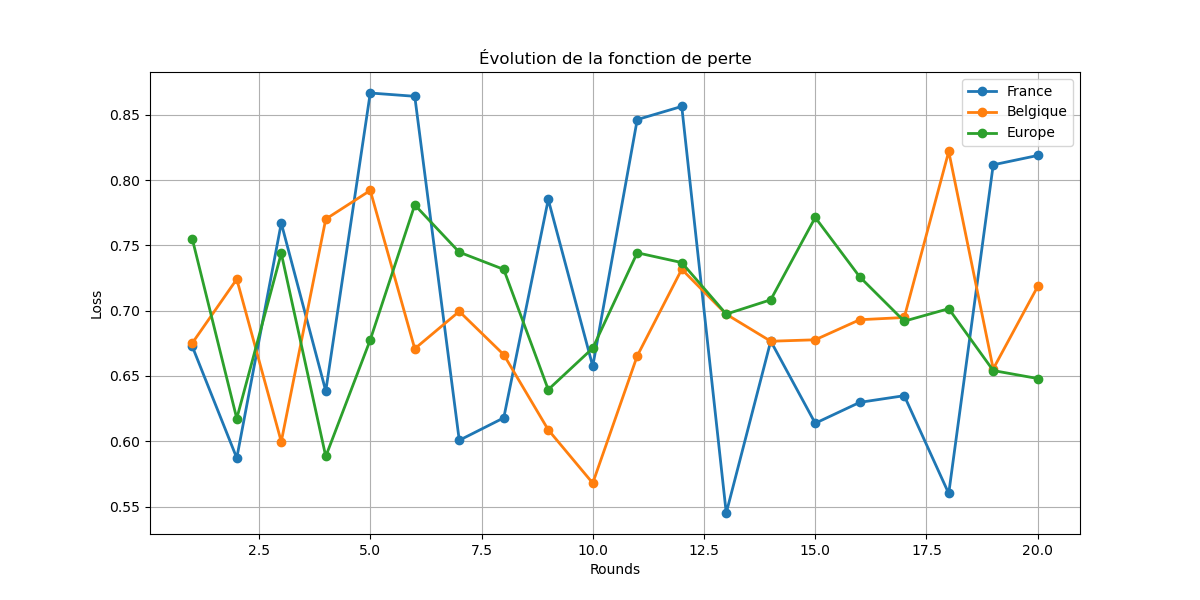 Évolution de la fonction de perte
France
Belgique
Europe
Loss
0.85
0.80
0.75
0.70
0.65
0.60
0.55
2.5 5.0 7.5 10.0 12.5 15.0 17.5 20.0
Rounds